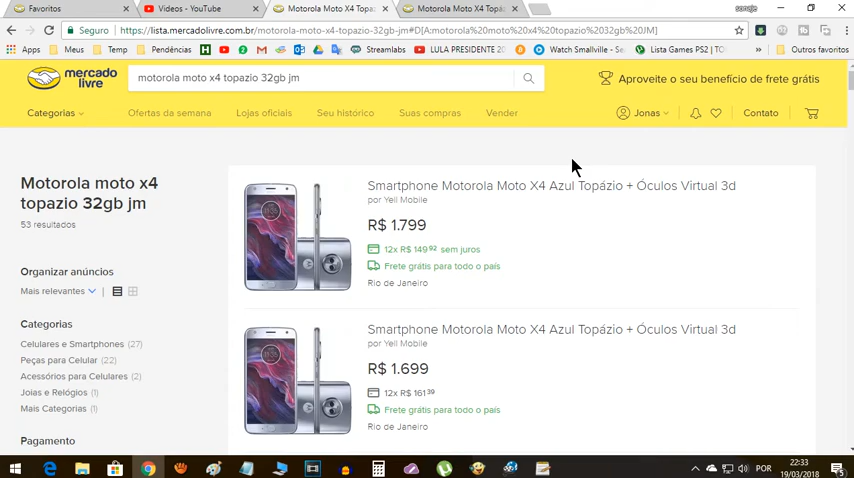 Favoritos
Videos - YouTube
Motorola Moto X4 Topaz
Motorola Moto X4 Topáz
soneje
Seguro
https://lista.mercadolivre.com.br/motorola-moto-x4-topazio-32gb-jm#D[A:motorola%20moto%20x4%20topazio%2032gb%20JM]
Apps
Meus
Temp
Pendências
Streamlabs
LULA PRESIDENTE 20
Watch Smallville - Se
Lista Games PS2 | TO
Outros favoritos
mercado
livre
motorola moto x4 topazio 32gb jm
Aproveite o seu benefício de frete grátis
Categorias
Ofertas da semana
Lojas oficiais
Seu histórico
Suas compras
Vender
Jonas
Contato
Motorola moto x4
topazio 32gb jm
53 resultados
Organizar anúncios
Mais relevantes
Categorias
Celulares e Smartphones (27)
Peças para Celular (22)
Acessórios para Celulares (2)
Joias e Relógios (1)
Mais Categorias (1)
Pagamento
Smartphone Motorola Moto X4 Azul Topázio + Óculos Virtual 3d
por Yell Mobile
R$ 1.799
12x R$ 149 92 sem juros
Frete grátis para todo o país
Rio de Janeiro
Smartphone Motorola Moto X4 Azul Topázio + Óculos Virtual 3d
por Yell Mobile
R$ 1.699
12x R$ 161 39
Frete grátis para todo o país
Rio de Janeiro
POR
22:33
19/03/2018